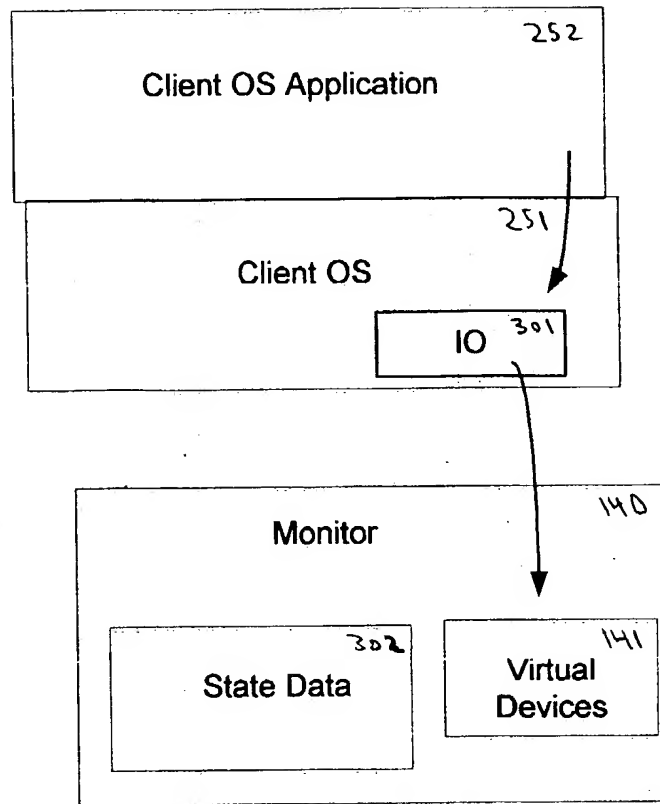 252
Client OS Application
251
Client OS
301
IO
140
Monitor
302
State Data
141
Virtual
Devices